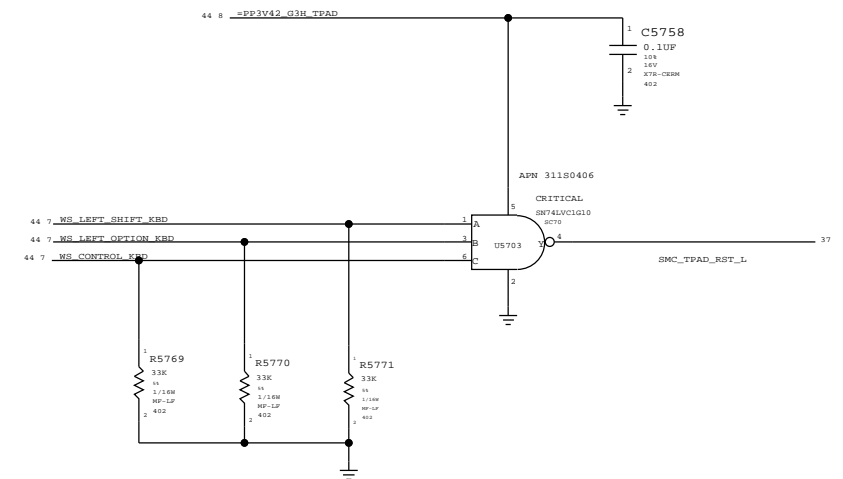 44 8 =PP3V42_G3H_TPAD
1 C5758
0.1UF
10%
16V
2 X7R-CERM
402
APN 311S0406
CRITICAL
5 SN74LVC1G10
SC70
44 7 WS_LEFT_SHIFT_KBD 1 A
44 7 WS_LEFT_OPTION_KBD 3 B U5703 Y 4 37
44 7 WS_CONTROL_KBD 6 C SMC_TPAD_RST_L
2
1 R5769
33K
5%
1/16W
MF-LF
402
2
1 R5770
33K
5%
1/16W
MF-LF
402
2
1 R5771
33K
5%
1/16W
MF-LF
402
2